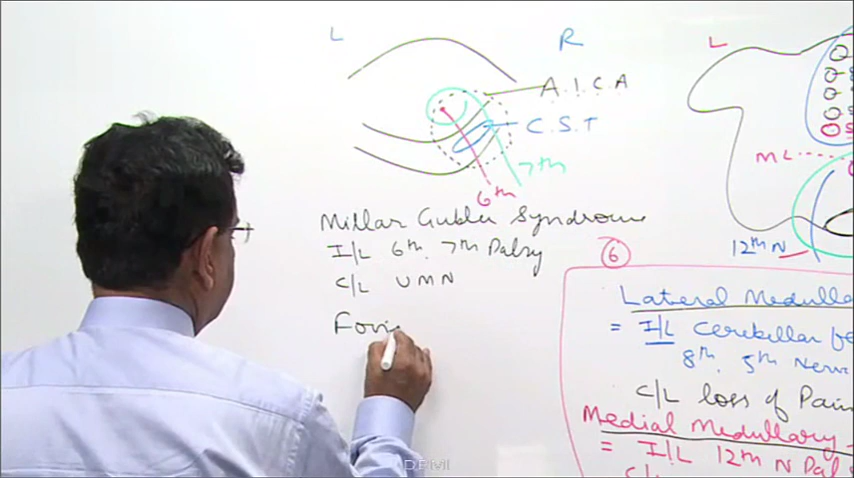 L
R
A.I.C.A
C.S.T
7th
6th
Millar Gubler Syndrome
I/L 6th, 7th Palsy
C/L UMN
Fovi
L
ML
12th N
6
Lateral Medulla
= I/L Cerebellar
8th, 5th Nerv
C/L loss of Pain
Medial Medullary
= I/L 12th N Pal
C/L